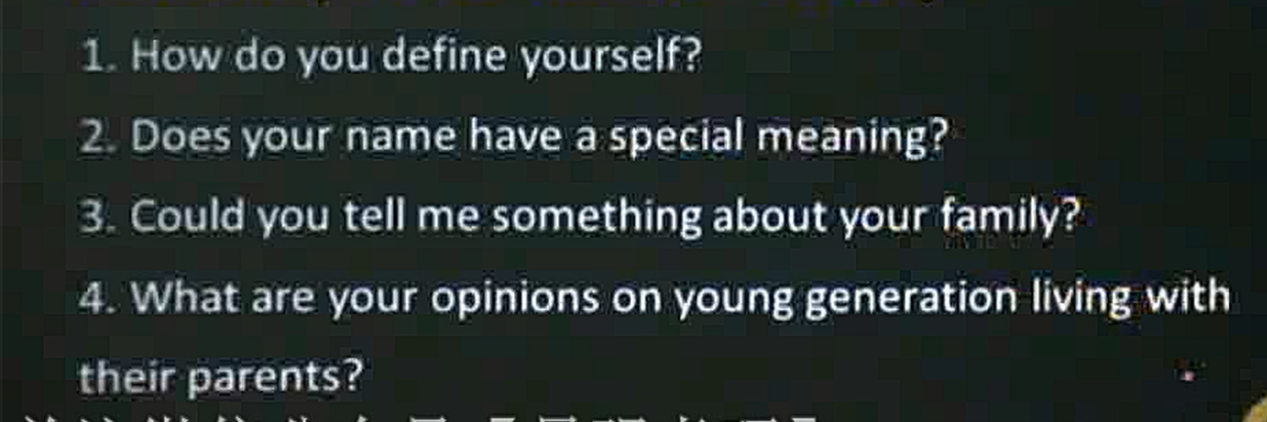 1. How do you define yourself?
2. Does your name have a special meaning?
3. Could you tell me something about your family?
4. What are your opinions on young generation living with
their parents?